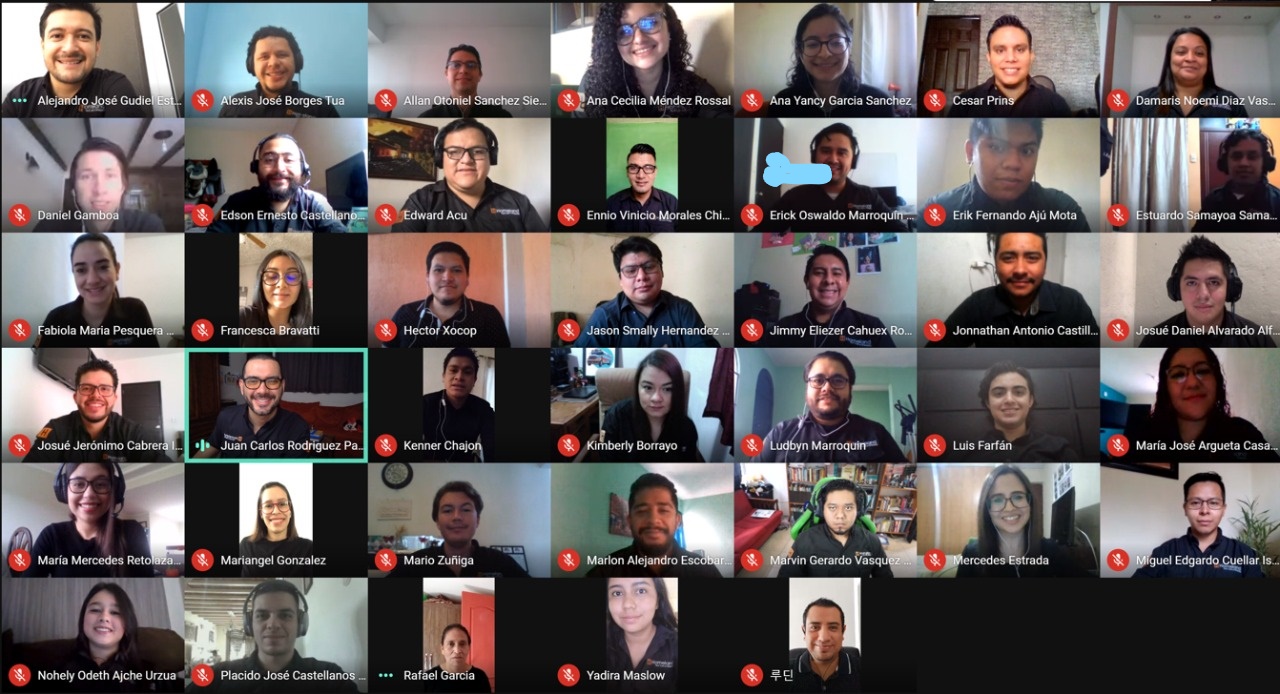 Alejandro José Gudiel Est...
Alexis José Borges Tua
Allan Otoniel Sanchez Sie...
Ana Cecilia Méndez Rossal
Ana Yancy Garcia Sanchez
Cesar Prins
Damaris Noemi Diaz Vas...
Daniel Gamboa
Edson Ernesto Castellano...
Edward Acu
Ennio Vinicio Morales Chi...
Erick Oswaldo Marroquín ...
Erik Fernando Ajú Mota
Estuardo Samayoa Sama...
Fabiola Maria Pesquera ...
Francesca Bravatti
Hector Xocop
Jason Smally Hernandez ...
Jimmy Eliezer Cahuex Ro...
Jonnathan Antonio Castill...
Josué Daniel Alvarado Alf...
Josué Jerónimo Cabrera I...
Juan Carlos Rodriguez Pa...
Kenner Chajon
Kimberly Borrayo
Ludbyn Marroquin
Luis Farfán
María José Argueta Casa...
María Mercedes Retolaza...
Mariangel Gonzalez
Mario Zuñiga
Marlon Alejandro Escobar...
Marvin Gerardo Vasquez ...
Mercedes Estrada
Miguel Edgardo Cuellar Is...
Nohely Odeth Ajche Urzua
Placido José Castellanos ...
Rafael Garcia
Yadira Maslow
루딘